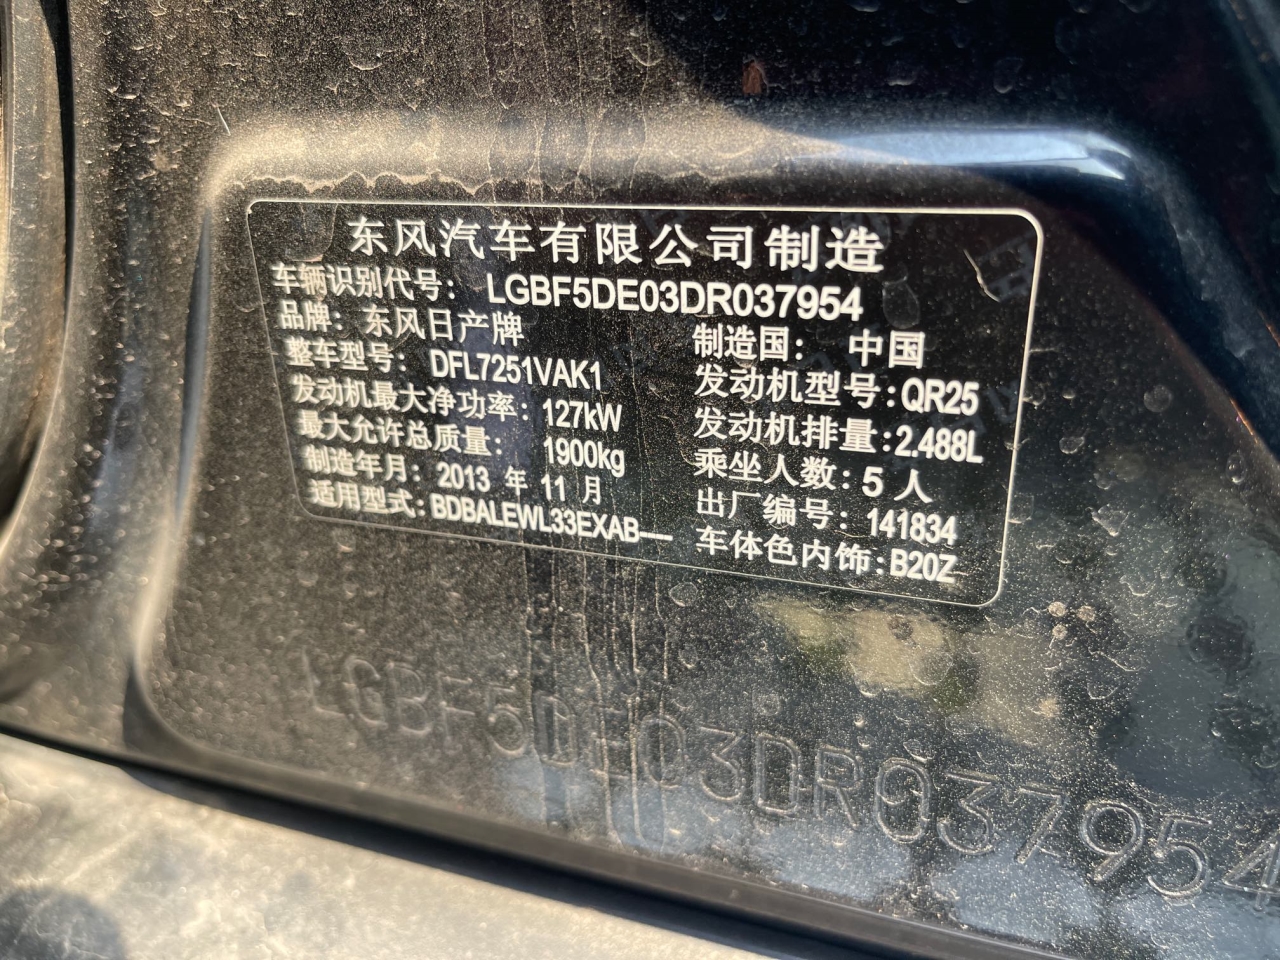 东风汽车有限公司制造
车辆识别代号：LGBF5DE03DR037954
品牌：东风日产牌 制造国：中国
整车型号：DFL7251VAK1 发动机型号:QR25
发动机最大净功率：127kW 发动机排量:2.488L
最大允许总质量：1900kg 乘坐人数：5 人
制造年月：2013 年 11 月 出厂编号：141834
适用型式:BDBALEWL33EXAB---- 车体色内饰:B20Z
LGBF5DE03DR037954